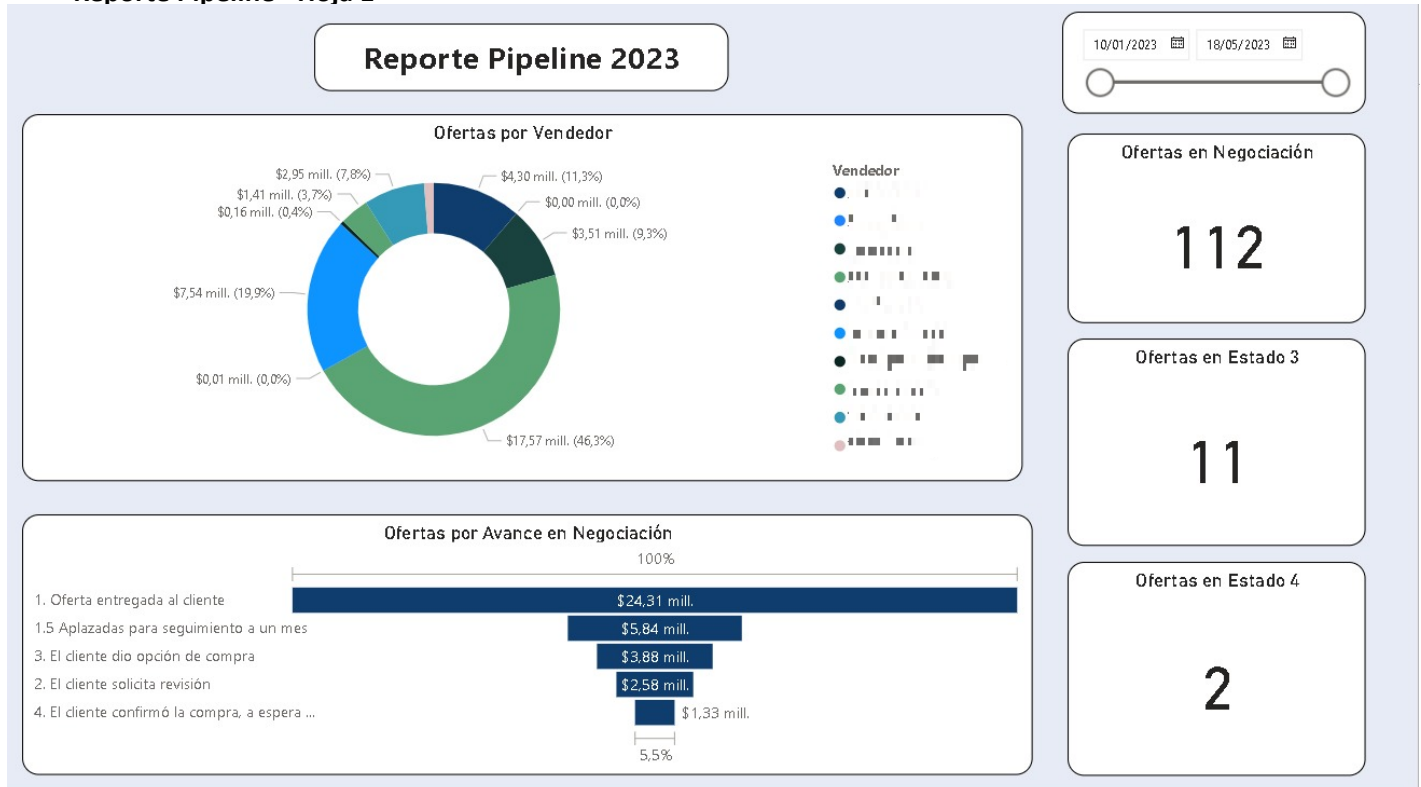 Reporte Pipeline 2023
10/01/2023
18/05/2023
Ofertas por Vendedor
$2,95 mill. (7,8%)
$1,41 mill. (3,7%)
$0,16 mill. (0,4%)
$7,54 mill. (19,9%)
$0,01 mill. (0,0%)
$4,30 mill. (11,3%)
$0,00 mill. (0,0%)
$3,51 mill. (9,3%)
$17,57 mill. (46,3%)
Vendedor
Ofertas en Negociación
112
Ofertas en Estado 3
11
Ofertas por Avance en Negociación
100%
1. Oferta entregada al cliente
$24,31 mill.
1.5 Aplazadas para seguimiento a un mes
$5,84 mill.
3. El cliente dio opción de compra
$3,88 mill.
2. El cliente solicita revisión
$2,58 mill.
4. El cliente confirmó la compra, a espera ...
$1,33 mill.
5,5%
Ofertas en Estado 4
2